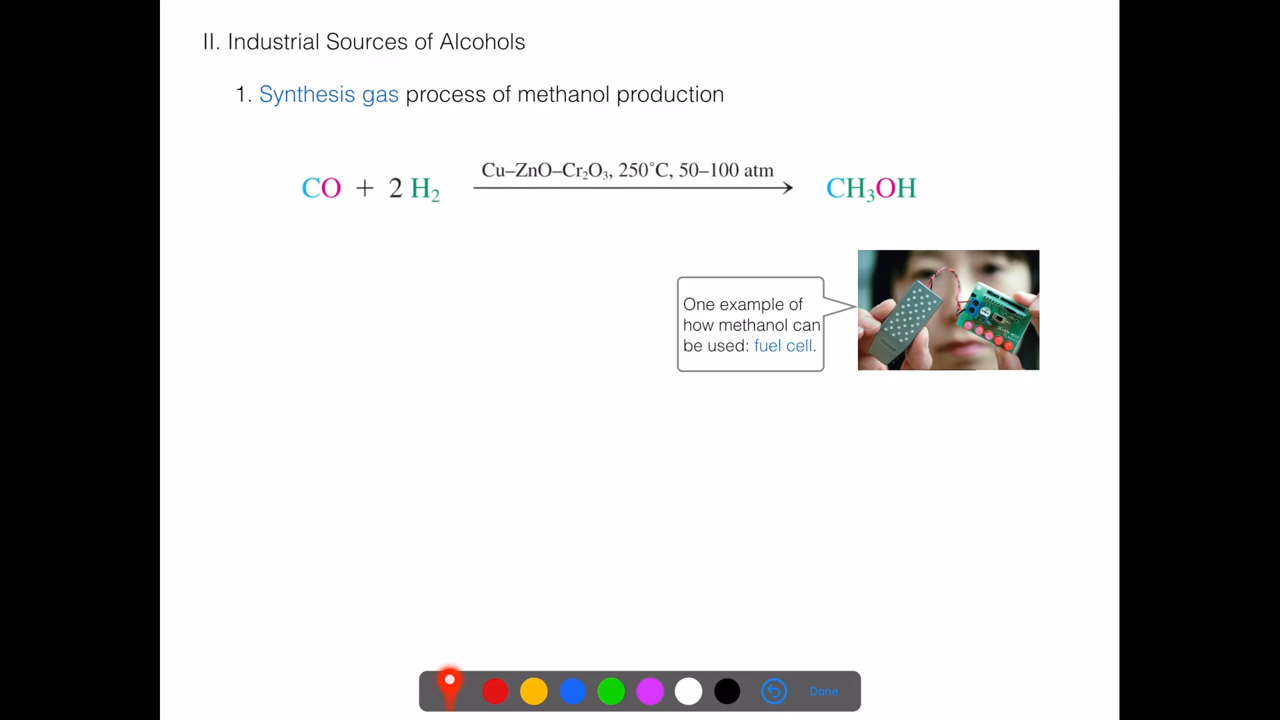 II. Industrial Sources of Alcohols
1. Synthesis gas process of methanol production
Cu–ZnO–Cr₂O₃, 250˚C, 50–100 atm
CO + 2 H₂ CH₃OH
One example of
how methanol can
be used: fuel cell.
Done